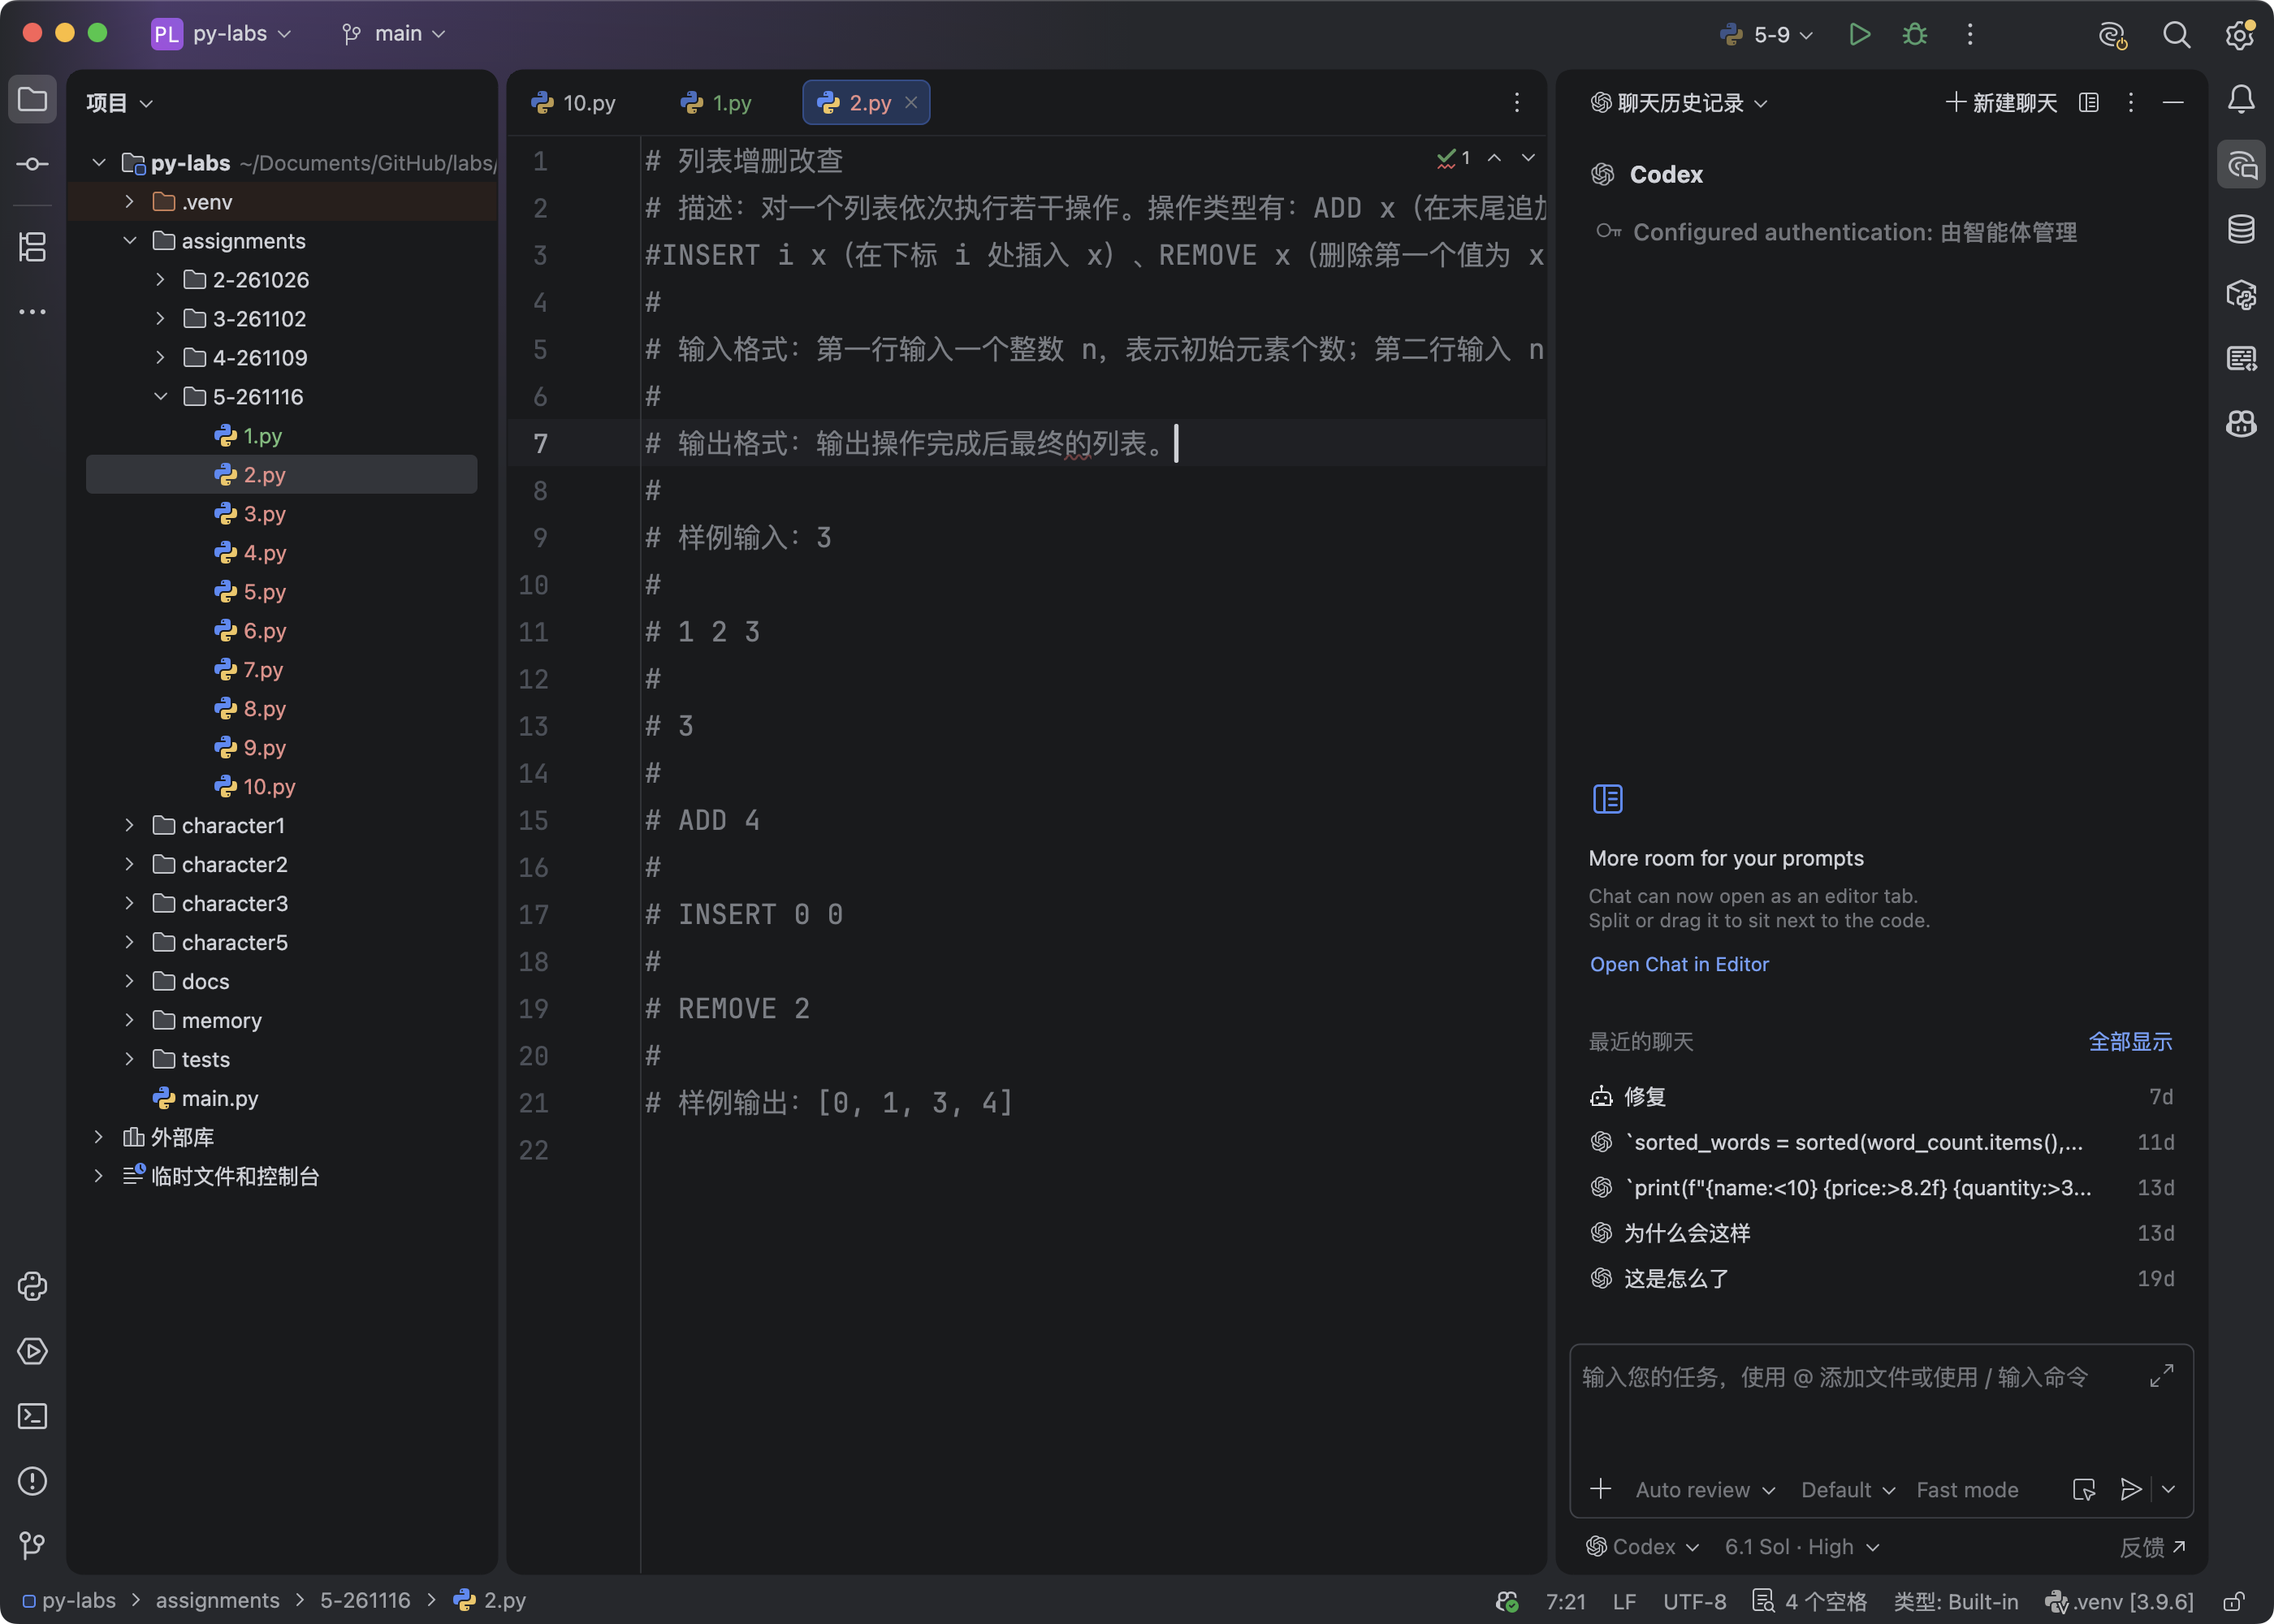 PL py-labs
main
5-9
项目
py-labs ~/Documents/GitHub/labs/
.venv
assignments
2-261026
3-261102
4-261109
5-261116
1.py
2.py
3.py
4.py
5.py
6.py
7.py
8.py
9.py
10.py
character1
character2
character3
character5
docs
memory
tests
main.py
外部库
临时文件和控制台
10.py
1.py
2.py
1
1 # 列表增删改查
2 # 描述：对一个列表依次执行若干操作。操作类型有：ADD x（在末尾追加
3 #INSERT i x（在下标 i 处插入 x）、REMOVE x（删除第一个值为 x
4 #
5 # 输入格式：第一行输入一个整数 n，表示初始元素个数；第二行输入 n
6 #
7 # 输出格式：输出操作完成后最终的列表。
8 #
9 # 样例输入：3
10 #
11 # 1 2 3
12 #
13 # 3
14 #
15 # ADD 4
16 #
17 # INSERT 0 0
18 #
19 # REMOVE 2
20 #
21 # 样例输出：[0, 1, 3, 4]
22
聊天历史记录
新建聊天
Codex
Configured authentication: 由智能体管理
More room for your prompts
Chat can now open as an editor tab.
Split or drag it to sit next to the code.
Open Chat in Editor
最近的聊天 全部显示
修复 7d
`sorted_words = sorted(word_count.items(),... 11d
`print(f"{name:<10} {price:>8.2f} {quantity:>3... 13d
为什么会这样 13d
这是怎么了 19d
输入您的任务，使用 @ 添加文件或使用 / 输入命令
Auto review Default Fast mode
Codex 6.1 Sol · High 反馈
py-labs > assignments > 5-261116 > 2.py
7:21 LF UTF-8 4 个空格 类型: Built-in .venv [3.9.6]